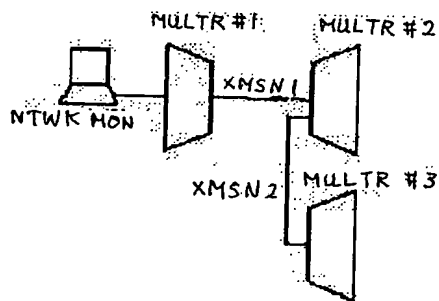 MULTR #1
MULTR #2
XMSN 1
NTWK MON
XMSN 2
MULTR #3